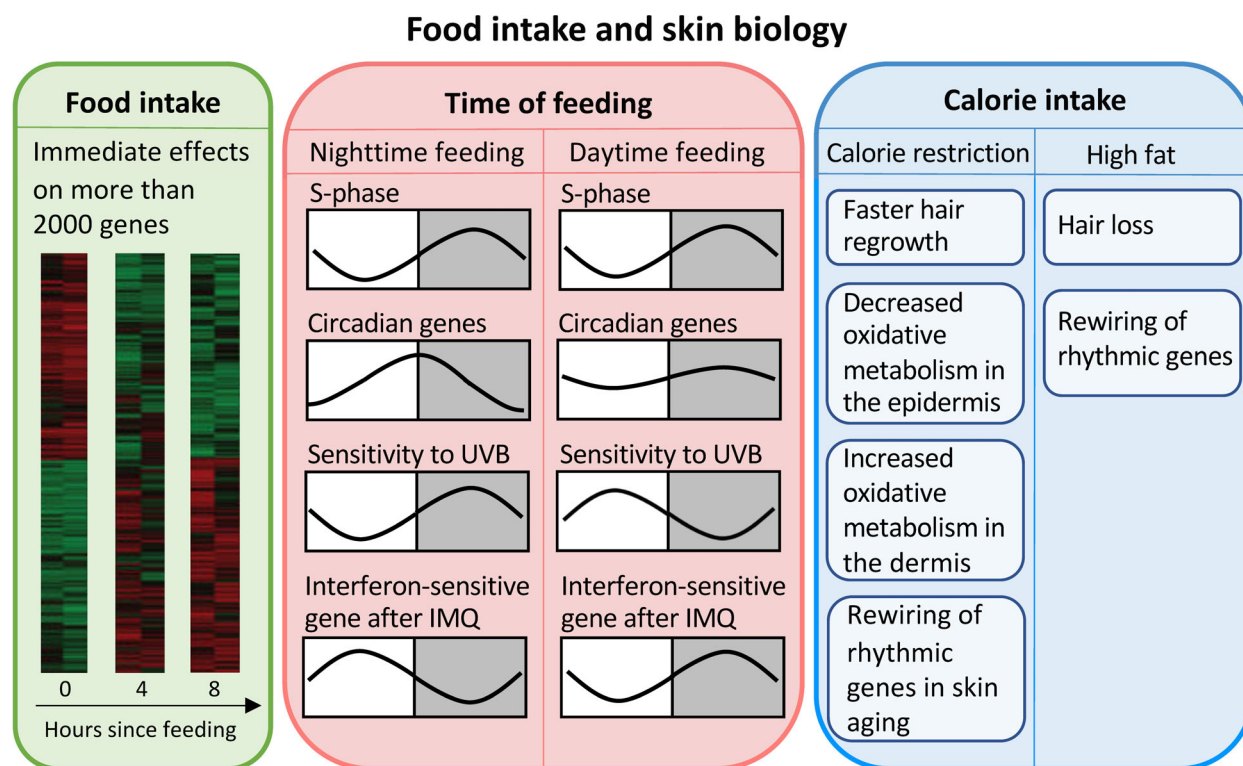 Food intake and skin biology
Food intake
Immediate effects
on more than
2000 genes
0 4 8
Hours since feeding
Time of feeding
Nighttime feeding
S-phase
Circadian genes
Sensitivity to UVB
Interferon-sensitive
gene after IMQ
Daytime feeding
S-phase
Circadian genes
Sensitivity to UVB
Interferon-sensitive
gene after IMQ
Calorie intake
Calorie restriction
Faster hair
regrowth
Decreased
oxidative
metabolism in
the epidermis
Increased
oxidative
metabolism in
the dermis
Rewiring of
rhythmic
genes in skin
aging
High fat
Hair loss
Rewiring of
rhythmic genes